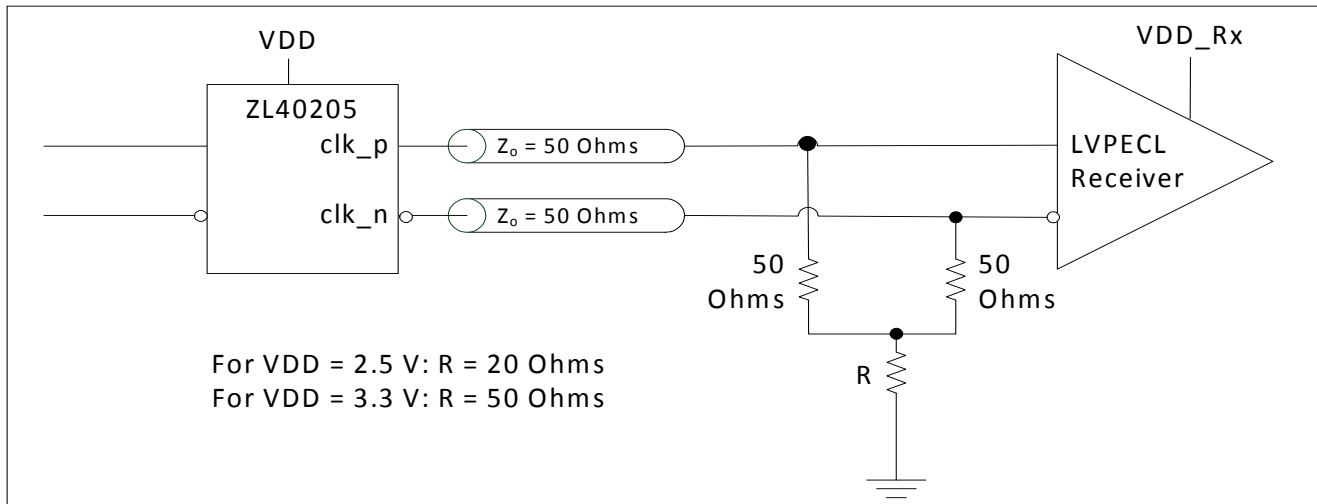 VDD
VDD_Rx
ZL40205
clk_p
Zo = 50 Ohms
LVPECL
Receiver
clk_n
Zo = 50 Ohms
50
Ohms
50
Ohms
For VDD = 2.5 V: R = 20 Ohms
For VDD = 3.3 V: R = 50 Ohms
R